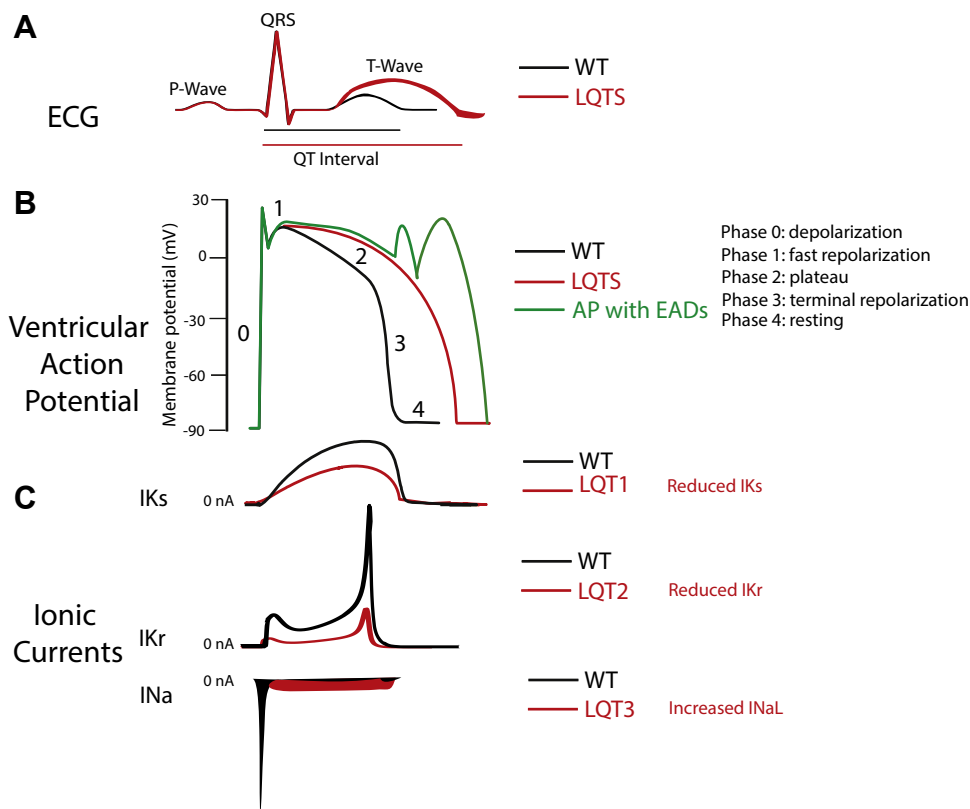 A
QRS
T-Wave
P-Wave
WT
LQTS
ECG
QT Interval
B
30
0
-30
-60
-90
Membrane potential (mV)
Ventricular
Action
Potential
0
1
2
3
4
WT
LQTS
AP with EADs
Phase 0: depolarization
Phase 1: fast repolarization
Phase 2: plateau
Phase 3: terminal repolarization
Phase 4: resting
C
IKs
0 nA
WT
LQT1
Reduced IKs
Ionic
Currents
IKr
0 nA
WT
LQT2
Reduced IKr
INa
0 nA
WT
LQT3
Increased INaL